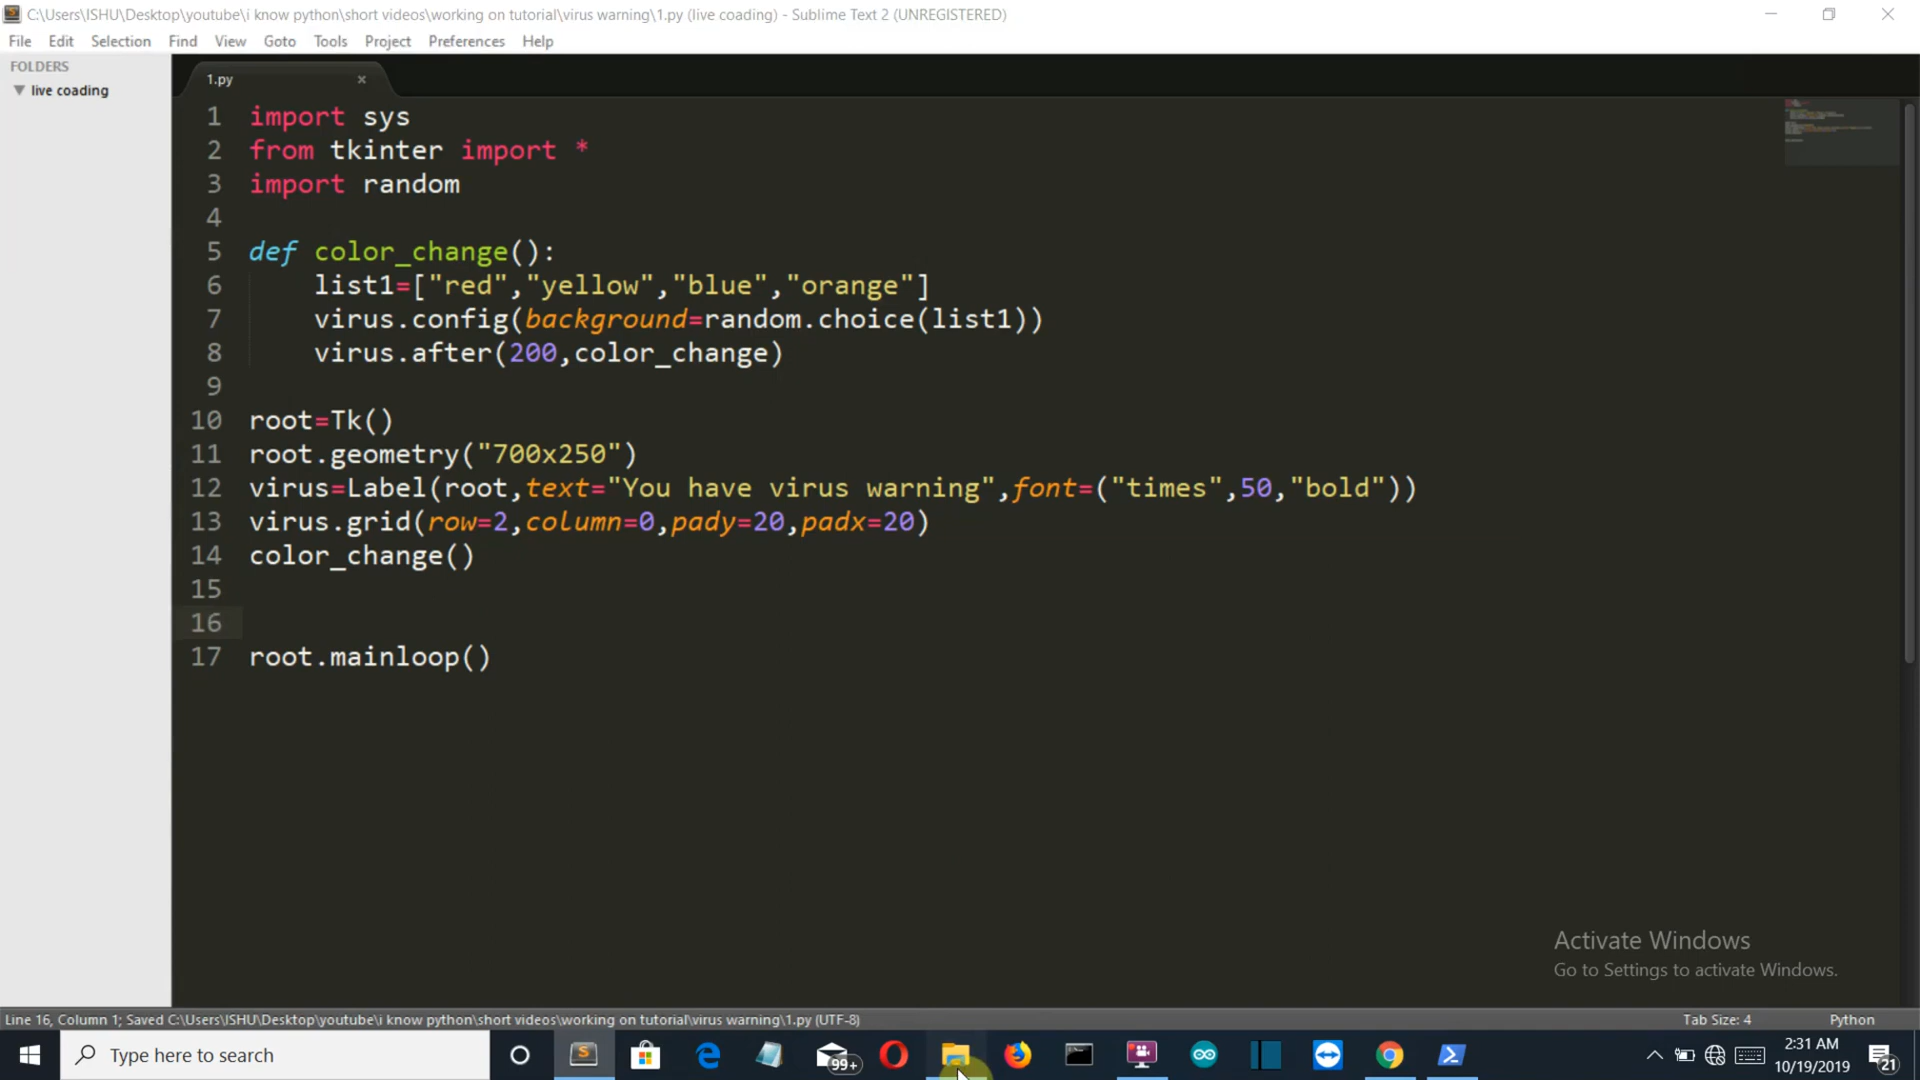 C:\Users\ISHU\Desktop\youtube\i know python\short videos\working on tutorial\virus warning\1.py (live coading) - Sublime Text 2 (UNREGISTERED)
File Edit Selection Find View Goto Tools Project Preferences Help
FOLDERS
live coading
1.py
1 import sys
2 from tkinter import *
3 import random
4
5 def color_change():
6 list1=["red","yellow","blue","orange"]
7 virus.config(background=random.choice(list1))
8 virus.after(200,color_change)
9
10 root=Tk()
11 root.geometry("700x250")
12 virus=Label(root,text="You have virus warning",font=("times",50,"bold"))
13 virus.grid(row=2,column=0,pady=20,padx=20)
14 color_change()
15
16
17 root.mainloop()
Activate Windows
Go to Settings to activate Windows.
Line 16, Column 1; Saved C:\Users\ISHU\Desktop\youtube\i know python\short videos\working on tutorial\virus warning\1.py (UTF-8)
Tab Size: 4
Python
Type here to search
99+
2:31 AM
10/19/2019
21